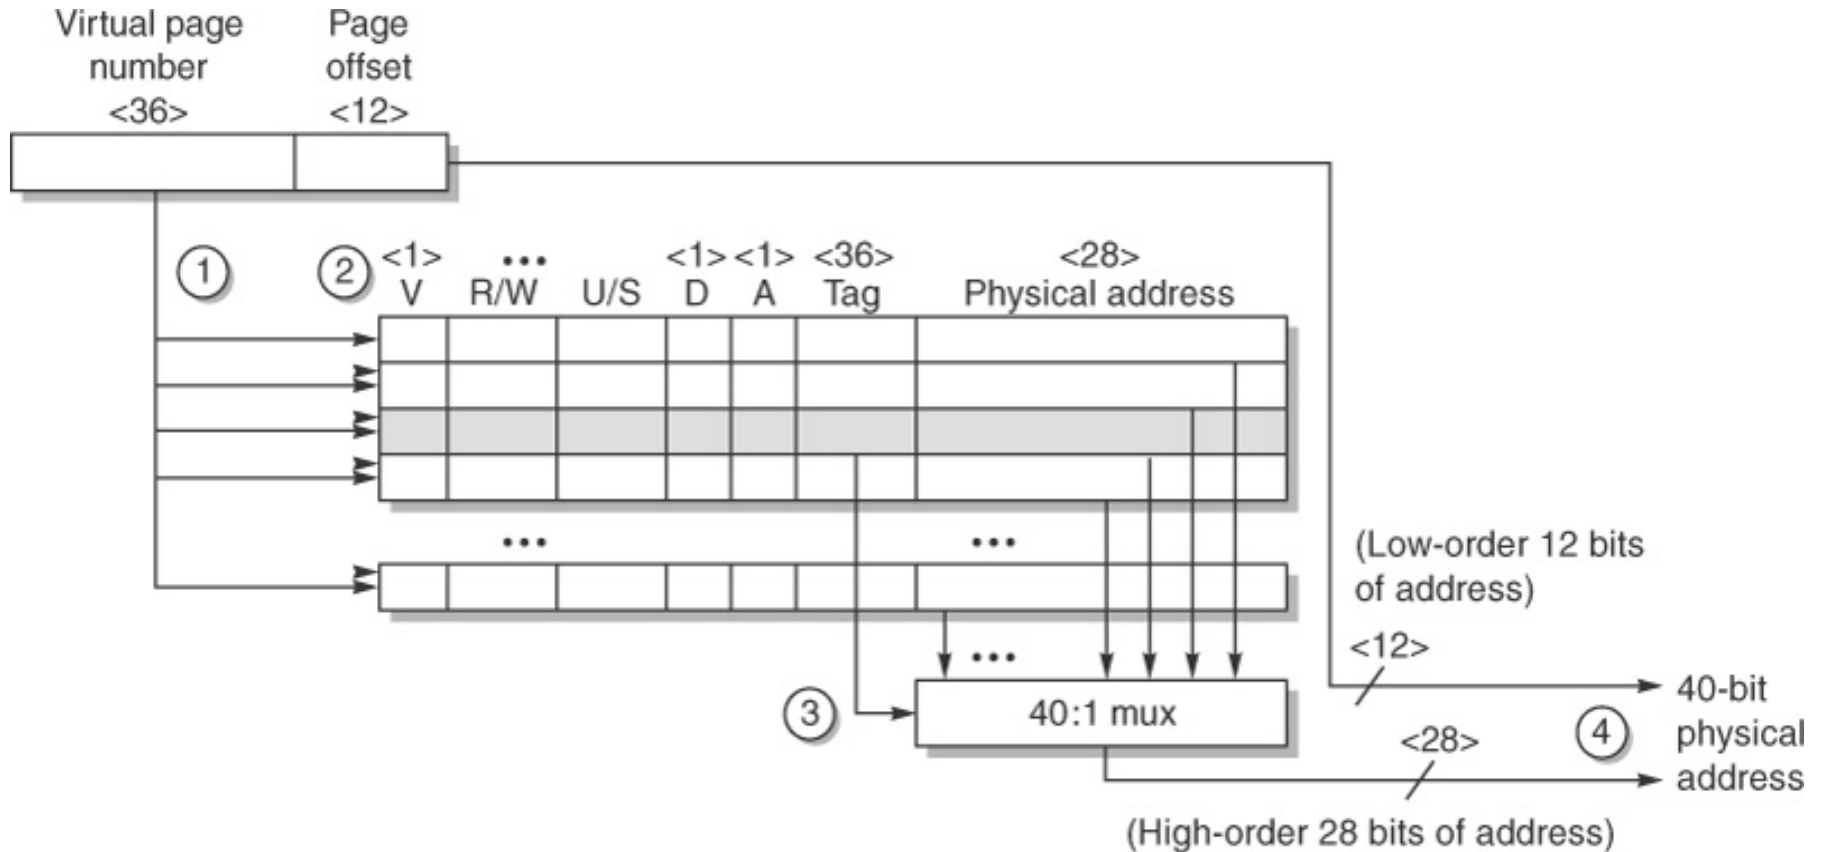 Virtual page
number
<36>
Page
offset
<12>
1
2
<1>
V
•••
R/W
U/S
<1>
D
<1>
A
<36>
Tag
<28>
Physical address
•••
•••
•••
3
40:1 mux
(Low-order 12 bits
of address)
<12>
<28>
4
40-bit
physical
address
(High-order 28 bits of address)